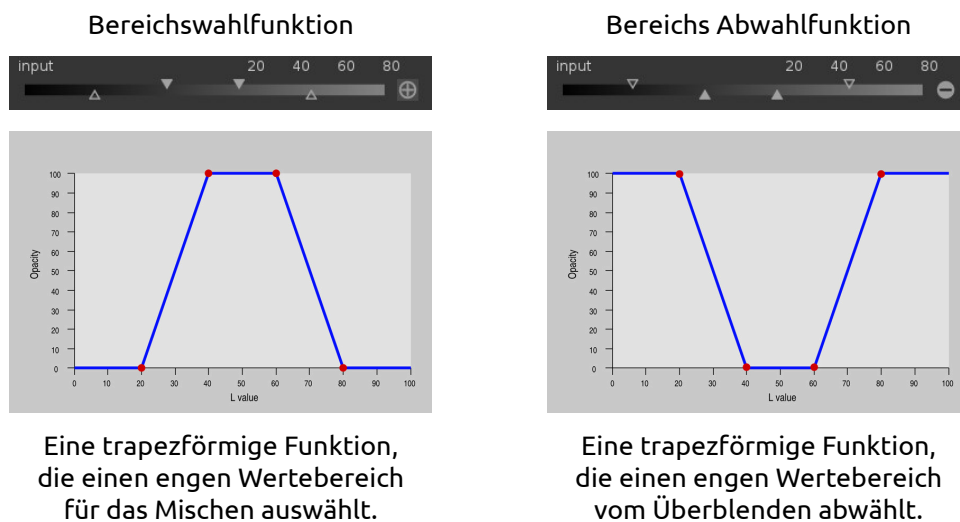 Bereichswahlfunktion
input 20 40 60 80
100
90
80
70
60
50
40
30
20
10
0
Opacity
0 10 20 30 40 50 60 70 80 90 100
L value
Eine trapezförmige Funktion,
die einen engen Wertebereich
für das Mischen auswählt.
Bereichs Abwahlfunktion
input 20 40 60 80
100
90
80
70
60
50
40
30
20
10
0
Opacity
0 10 20 30 40 50 60 70 80 90 100
L value
Eine trapezförmige Funktion,
die einen engen Wertebereich
vom Überblenden abwählt.